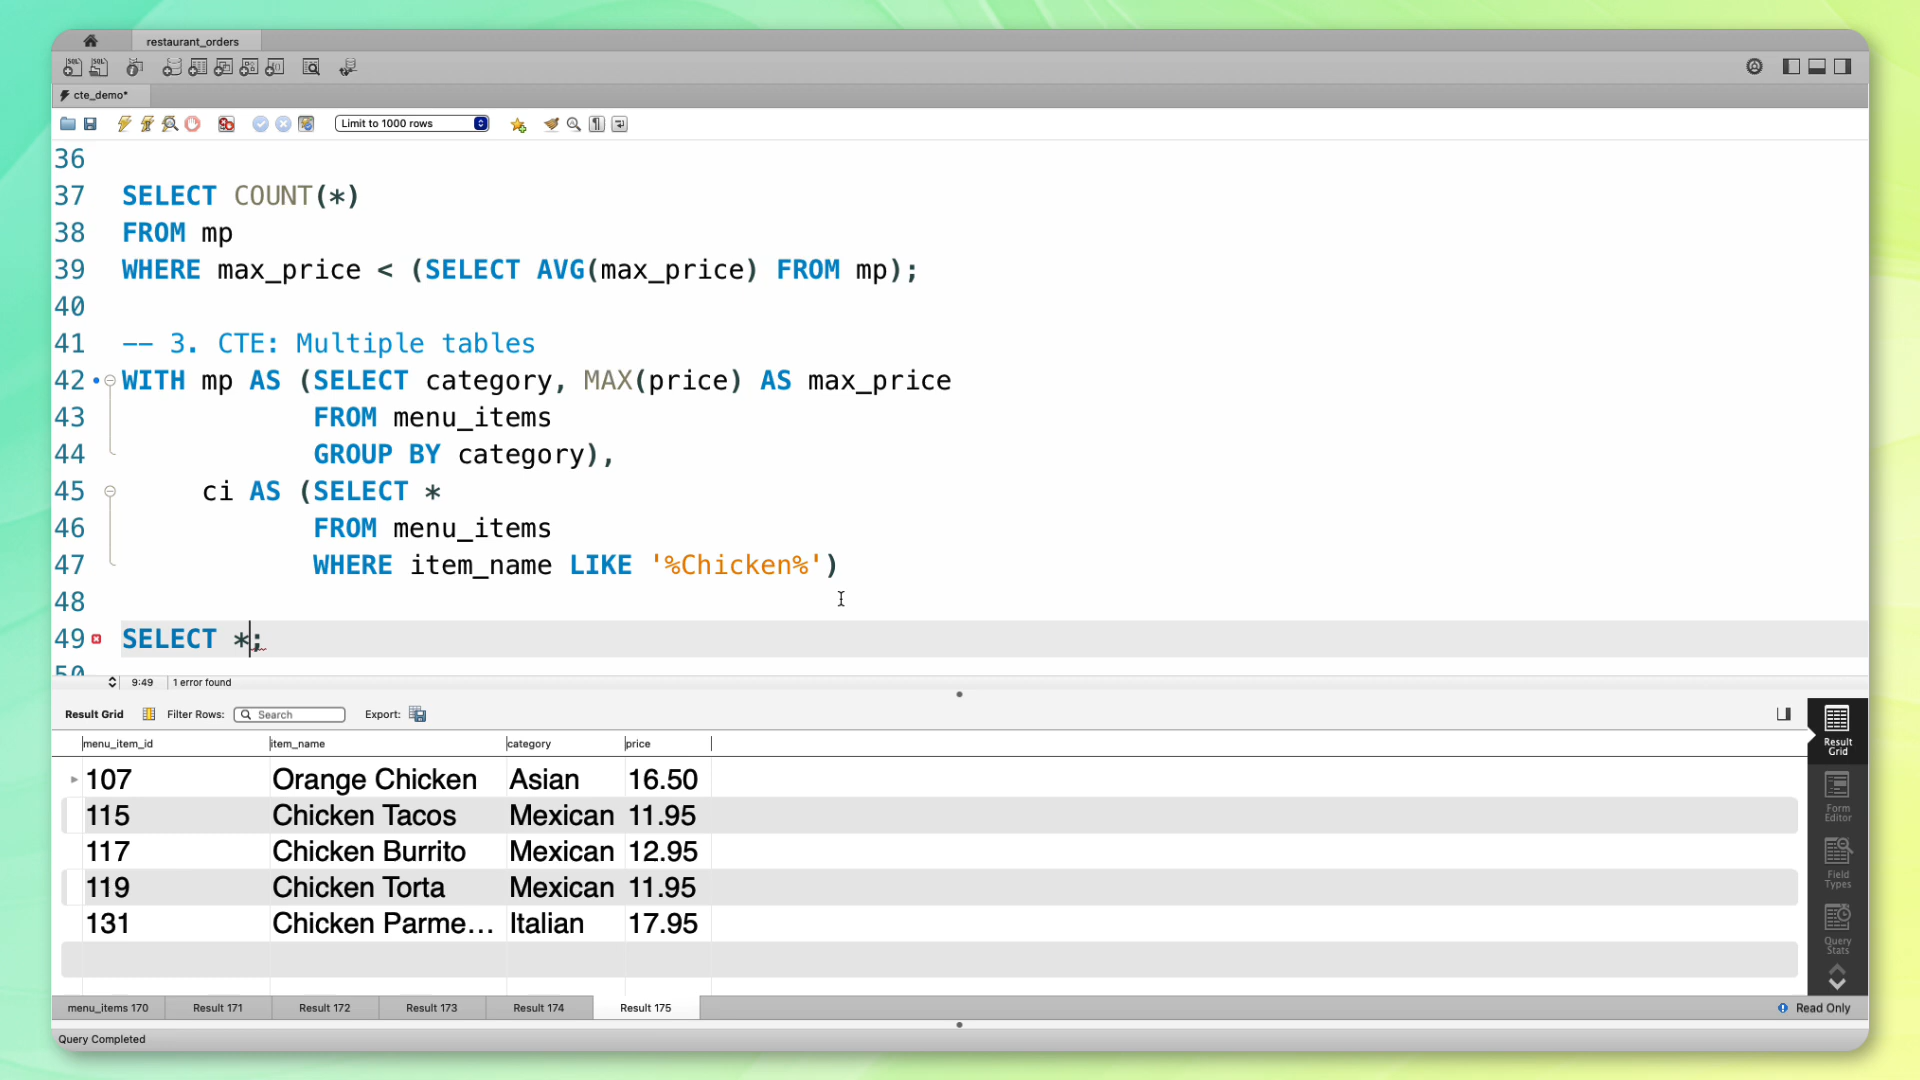 restaurant_orders
cte_demo*
Limit to 1000 rows
36
37 SELECT COUNT(*)
38 FROM mp
39 WHERE max_price < (SELECT AVG(max_price) FROM mp);
40
41 -- 3. CTE: Multiple tables
42 WITH mp AS (SELECT category, MAX(price) AS max_price
43 FROM menu_items
44 GROUP BY category),
45 ci AS (SELECT *
46 FROM menu_items
47 WHERE item_name LIKE '%Chicken%')
48
49 SELECT *;
50
9:49 1 error found
Result Grid Filter Rows: Search Export:
menu_item_id item_name category price
107 Orange Chicken Asian 16.50
115 Chicken Tacos Mexican 11.95
117 Chicken Burrito Mexican 12.95
119 Chicken Torta Mexican 11.95
131 Chicken Parme... Italian 17.95
Result
Grid
Form
Editor
Field
Types
Query
Stats
menu_items 170 Result 171 Result 172 Result 173 Result 174 Result 175 Read Only
Query Completed